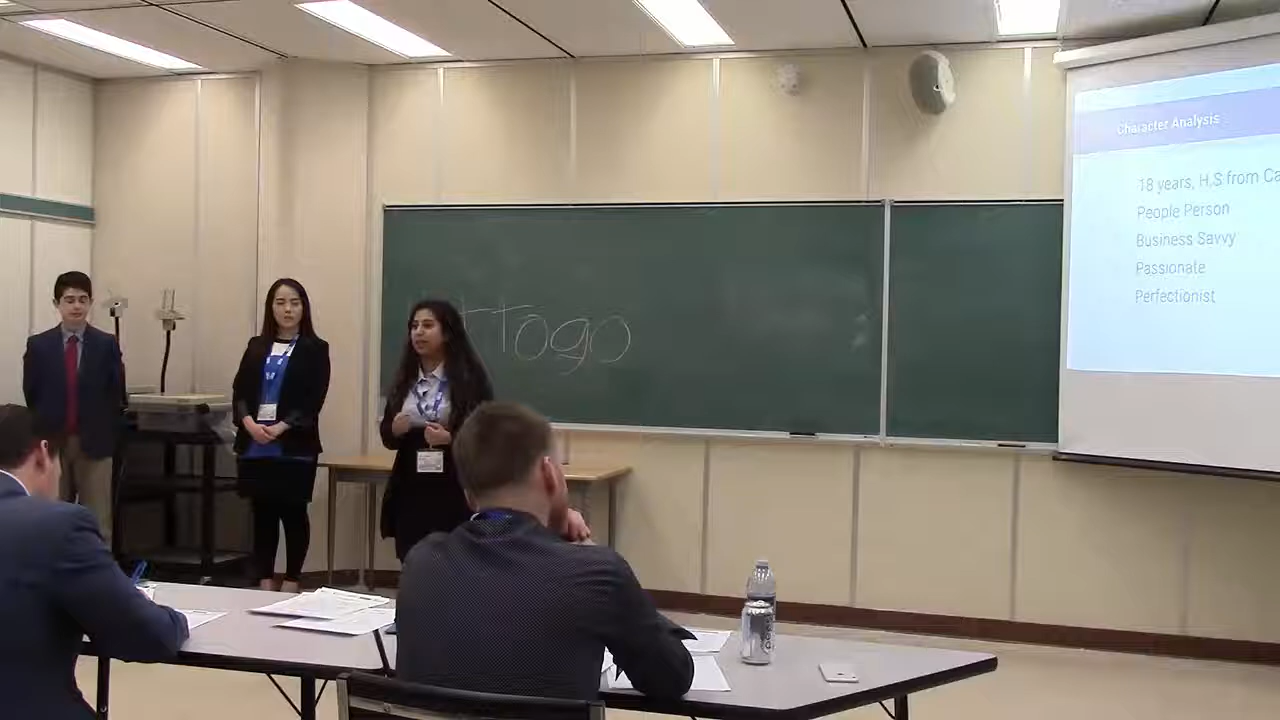 Togo
Character Analysis
18 years, H.S from Ca
People Person
Business Savvy
Passionate
Perfectionist